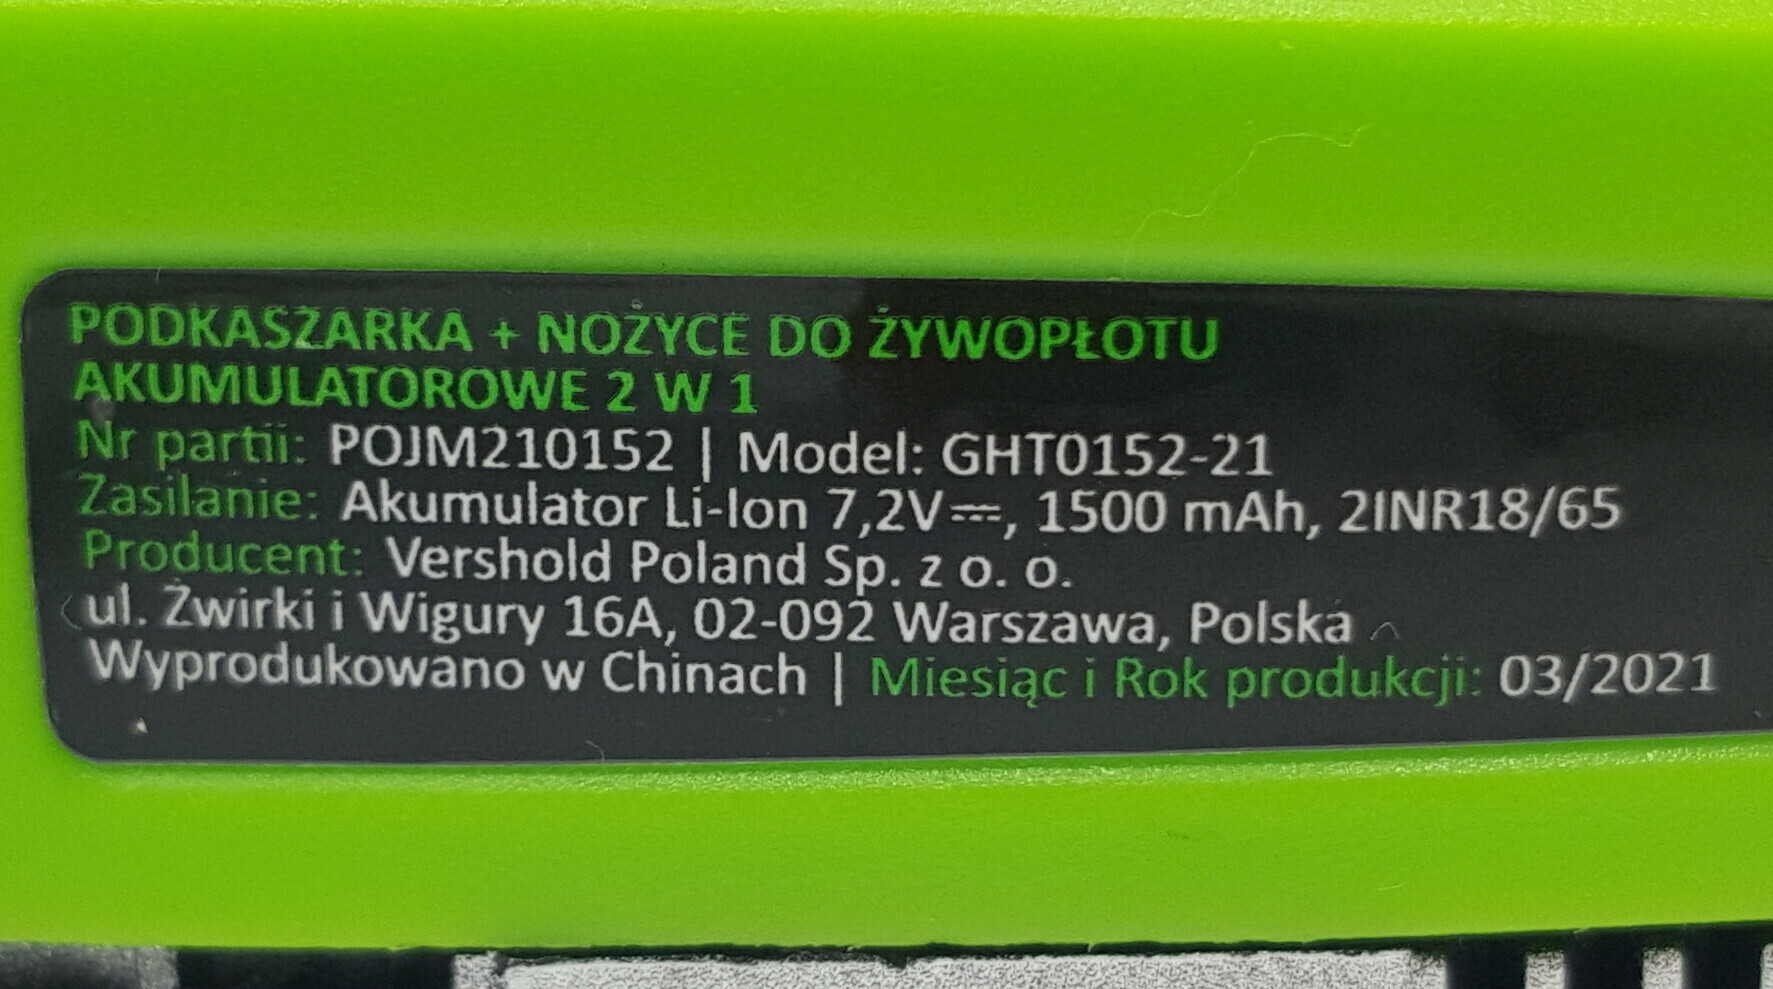 PODKASZARKA + NOŻYCE DO ŻYWOPŁOTU
AKUMULATOROWE 2 W 1
Nr partii: POJM210152 | Model: GHT0152-21
Zasilanie: Akumulator Li-Ion 7,2V⎓, 1500 mAh, 2INR18/65
Producent: Vershold Poland Sp. z o. o.
ul. Żwirki i Wigury 16A, 02-092 Warszawa, Polska
Wyprodukowano w Chinach | Miesiąc i Rok produkcji: 03/2021